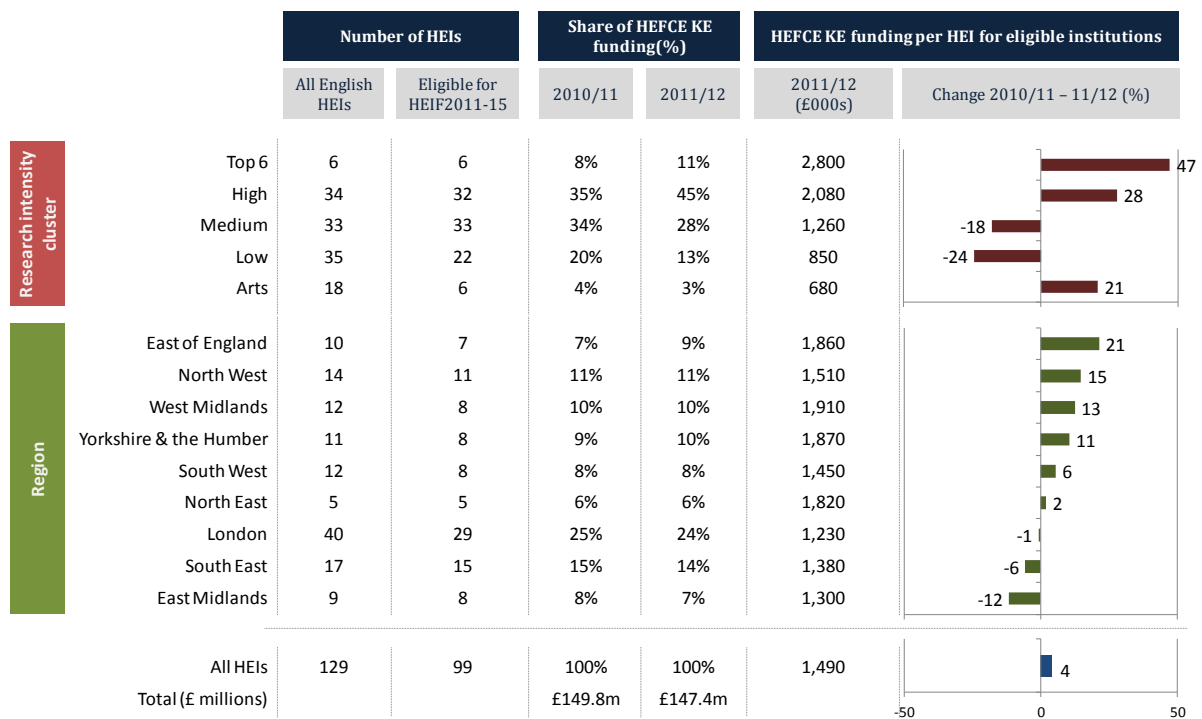 Number of HEIs
Share of HEFCE KE
funding(%)
HEFCE KE funding per HEI for eligible institutions
All English
HEIs
Eligible for
HEIF2011-15
2010/11
2011/12
2011/12
(£000s)
Change 2010/11 – 11/12 (%)
Research intensity
cluster
Top 6 6 6 8% 11% 2,800 47
High 34 32 35% 45% 2,080 28
Medium 33 33 34% 28% 1,260 -18
Low 35 22 20% 13% 850 -24
Arts 18 6 4% 3% 680 21
Region
East of England 10 7 7% 9% 1,860 21
North West 14 11 11% 11% 1,510 15
West Midlands 12 8 10% 10% 1,910 13
Yorkshire & the Humber 11 8 9% 10% 1,870 11
South West 12 8 8% 8% 1,450 6
North East 5 5 6% 6% 1,820 2
London 40 29 25% 24% 1,230 -1
South East 17 15 15% 14% 1,380 -6
East Midlands 9 8 8% 7% 1,300 -12
All HEIs 129 99 100% 100% 1,490 4
Total (£ millions) £149.8m £147.4m
-50 0 50